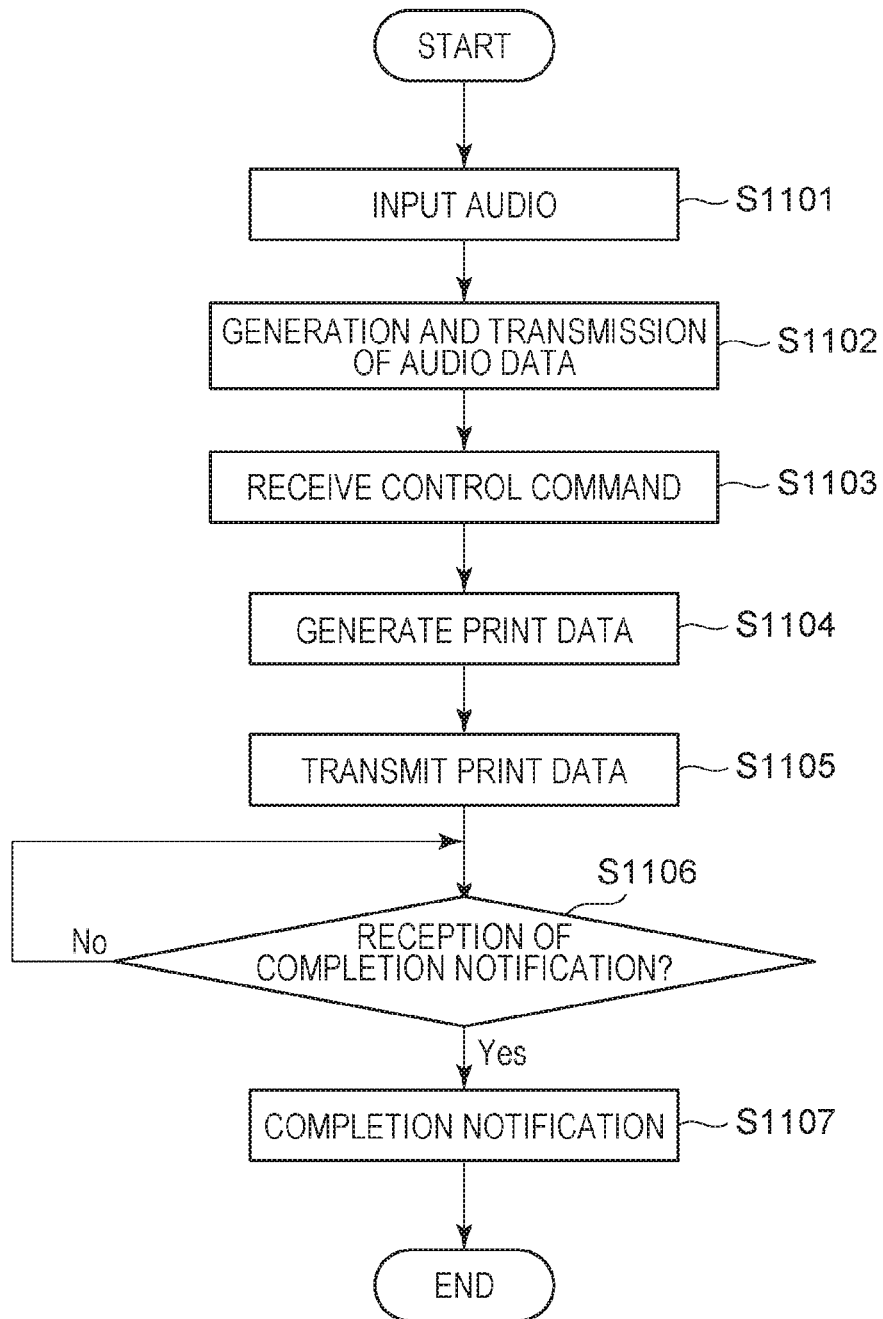 START
INPUT AUDIO
S1101
GENERATION AND TRANSMISSION
OF AUDIO DATA
S1102
RECEIVE CONTROL COMMAND
S1103
GENERATE PRINT DATA
S1104
TRANSMIT PRINT DATA
S1105
S1106
RECEPTION OF
COMPLETION NOTIFICATION?
No
Yes
COMPLETION NOTIFICATION
S1107
END